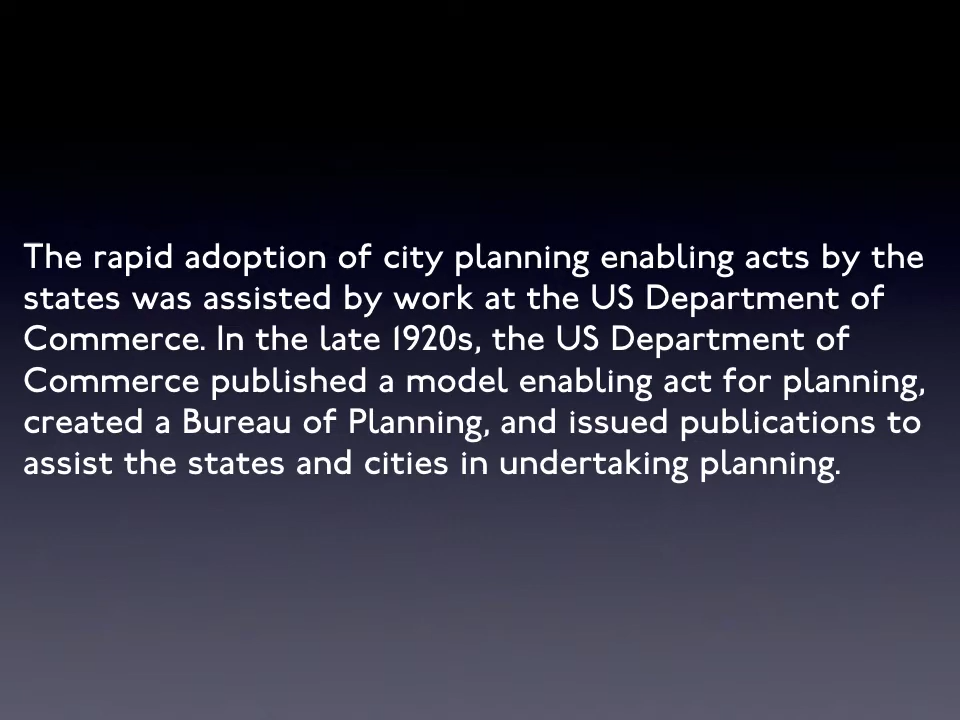 The rapid adoption of city planning enabling acts by the
states was assisted by work at the US Department of
Commerce. In the late 1920s, the US Department of
Commerce published a model enabling act for planning,
created a Bureau of Planning, and issued publications to
assist the states and cities in undertaking planning.